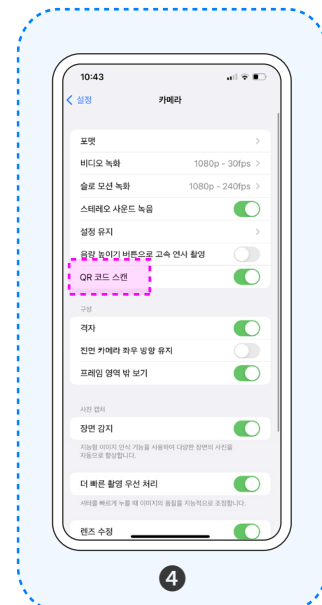 10:43
설정 카메라
포맷
비디오 녹화 1080p - 30fps
슬로 모션 녹화 1080p - 240fps
스테레오 사운드 녹음
설정 유지
음량 높이기 버튼으로 고속 연사 촬영
QR 코드 스캔
구성
격자
전면 카메라 좌우 방향 유지
프레임 영역 밖 보기
사진 캡처
장면 감지
지능형 이미지 인식 기능을 사용하여 다양한 장면의 사진을
자동으로 향상합니다.
더 빠른 촬영 우선 처리
셔터를 빠르게 누를 때 이미지의 품질을 지능적으로 조정합니다.
렌즈 수정
4